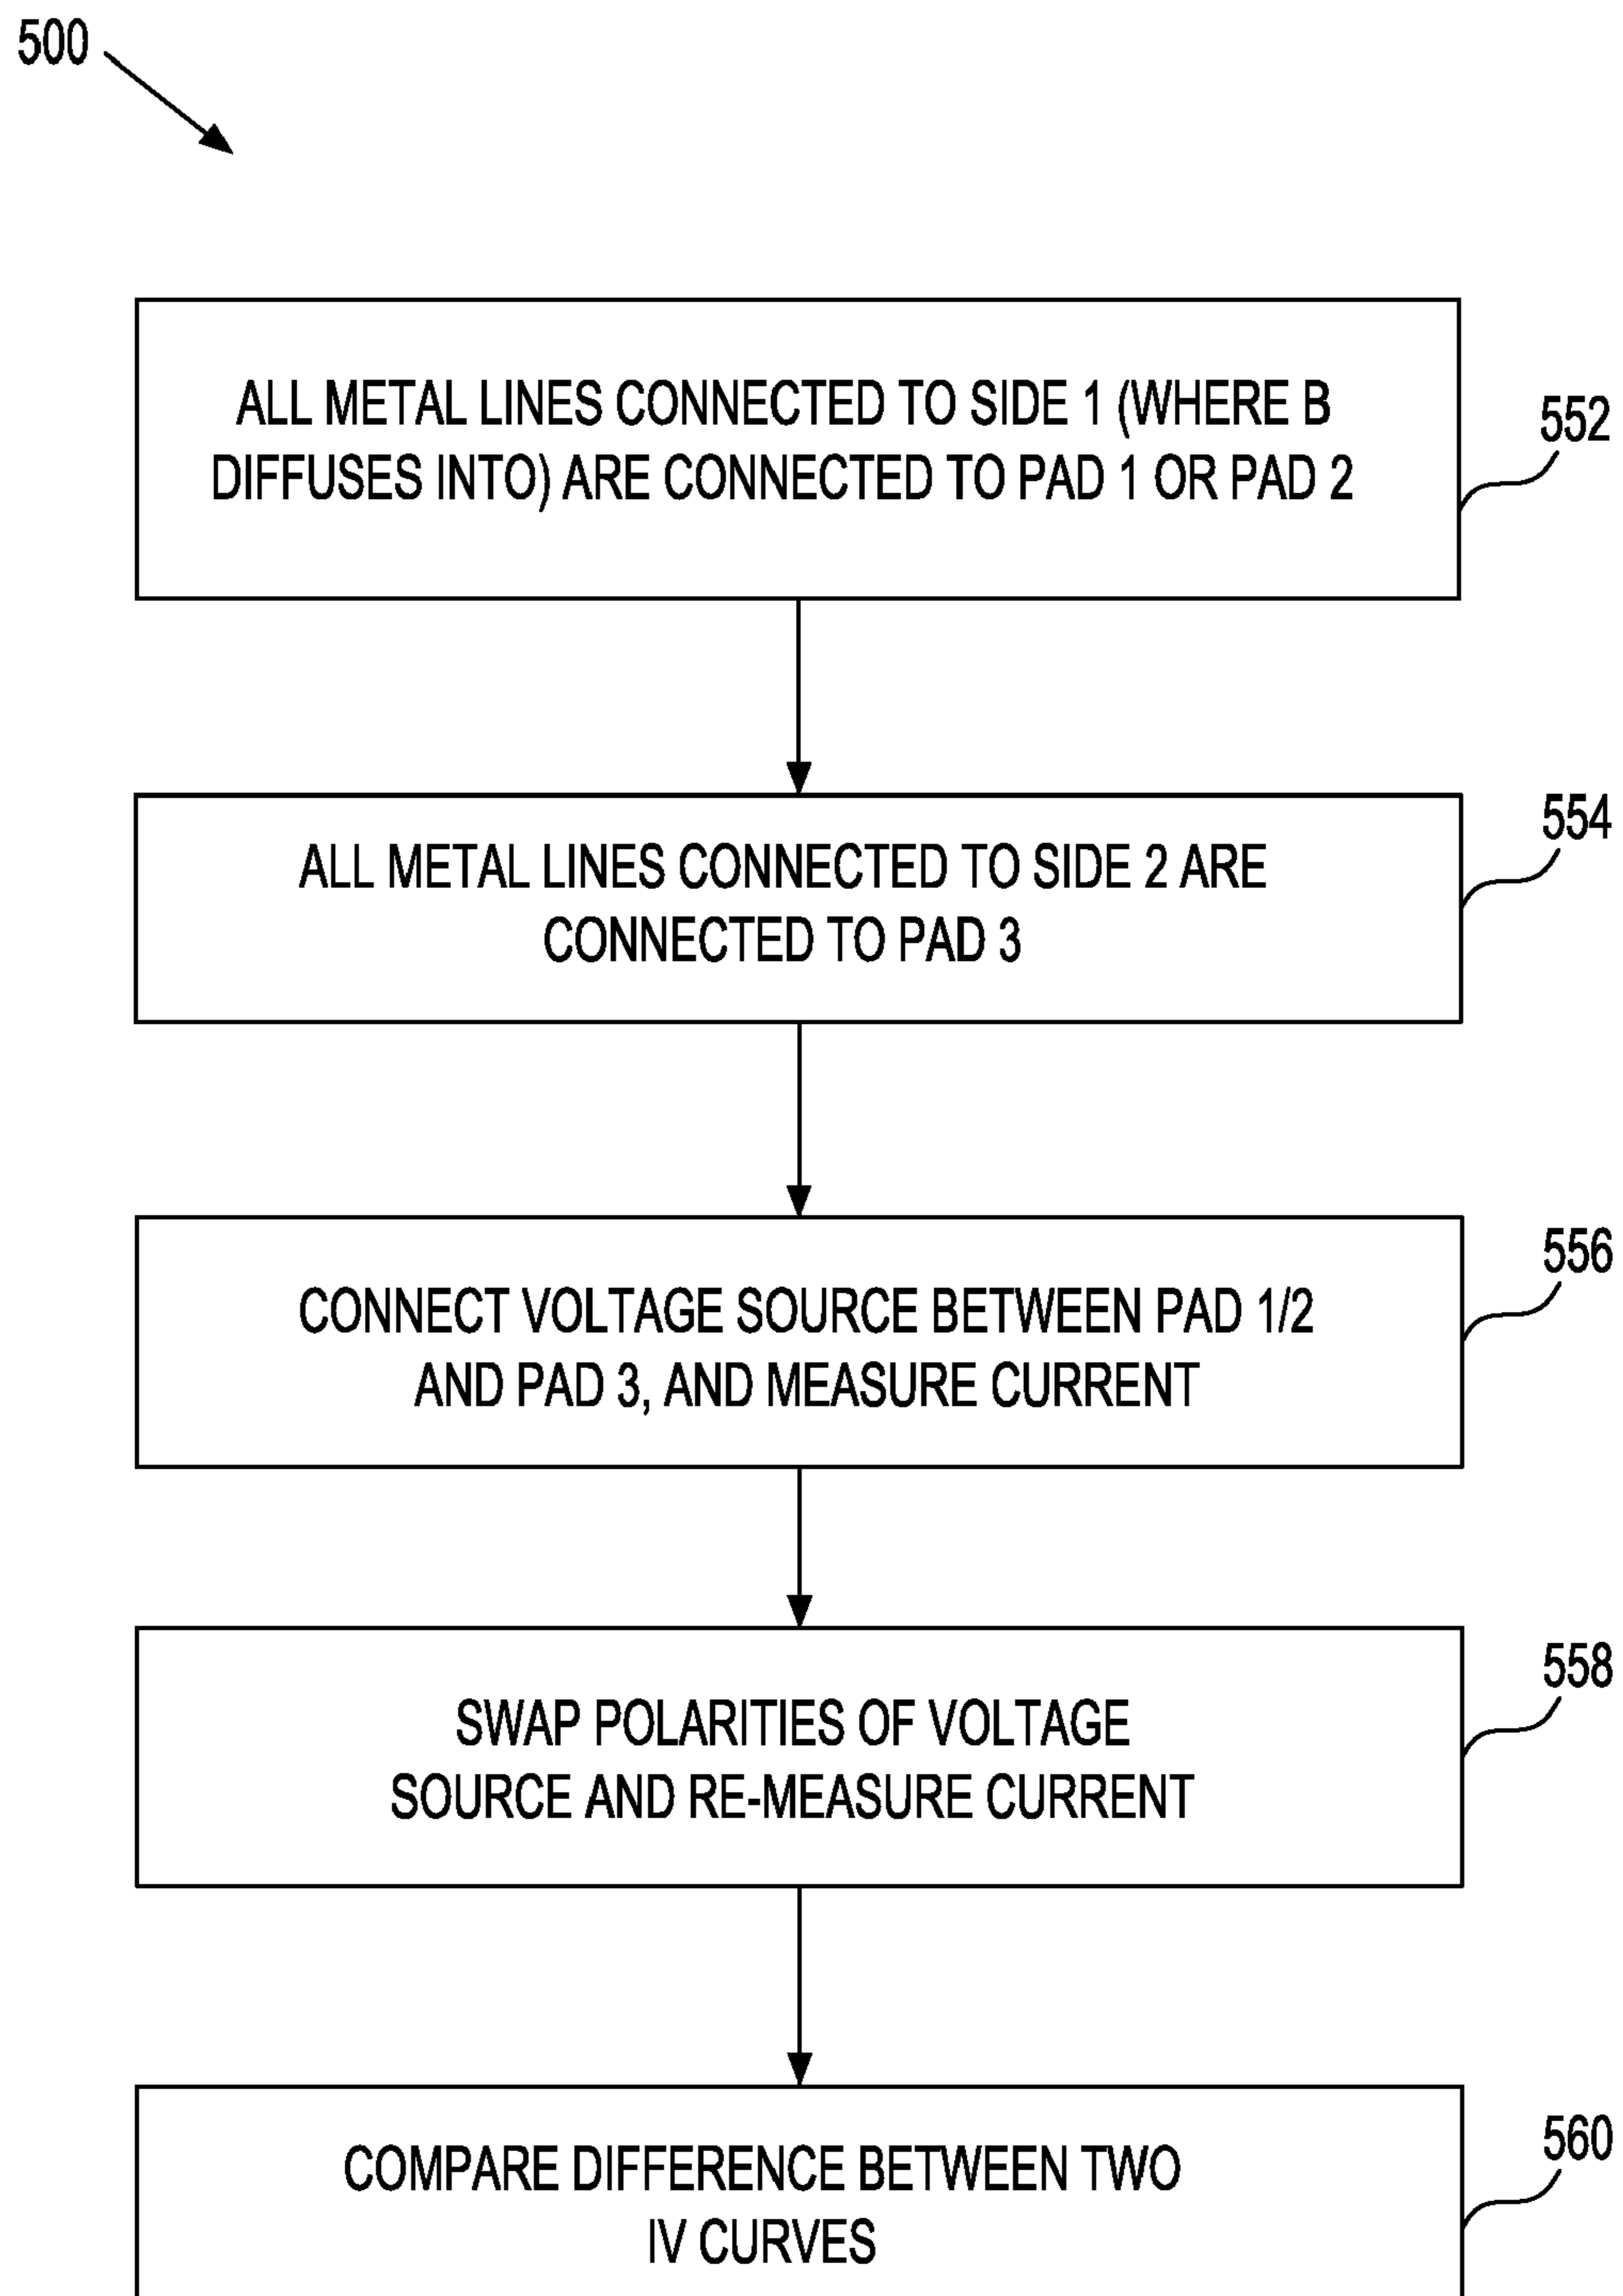 500
ALL METAL LINES CONNECTED TO SIDE 1 (WHERE B
DIFFUSES INTO) ARE CONNECTED TO PAD 1 OR PAD 2
552
ALL METAL LINES CONNECTED TO SIDE 2 ARE
CONNECTED TO PAD 3
554
CONNECT VOLTAGE SOURCE BETWEEN PAD 1/2
AND PAD 3, AND MEASURE CURRENT
556
SWAP POLARITIES OF VOLTAGE
SOURCE AND RE-MEASURE CURRENT
558
COMPARE DIFFERENCE BETWEEN TWO
IV CURVES
560